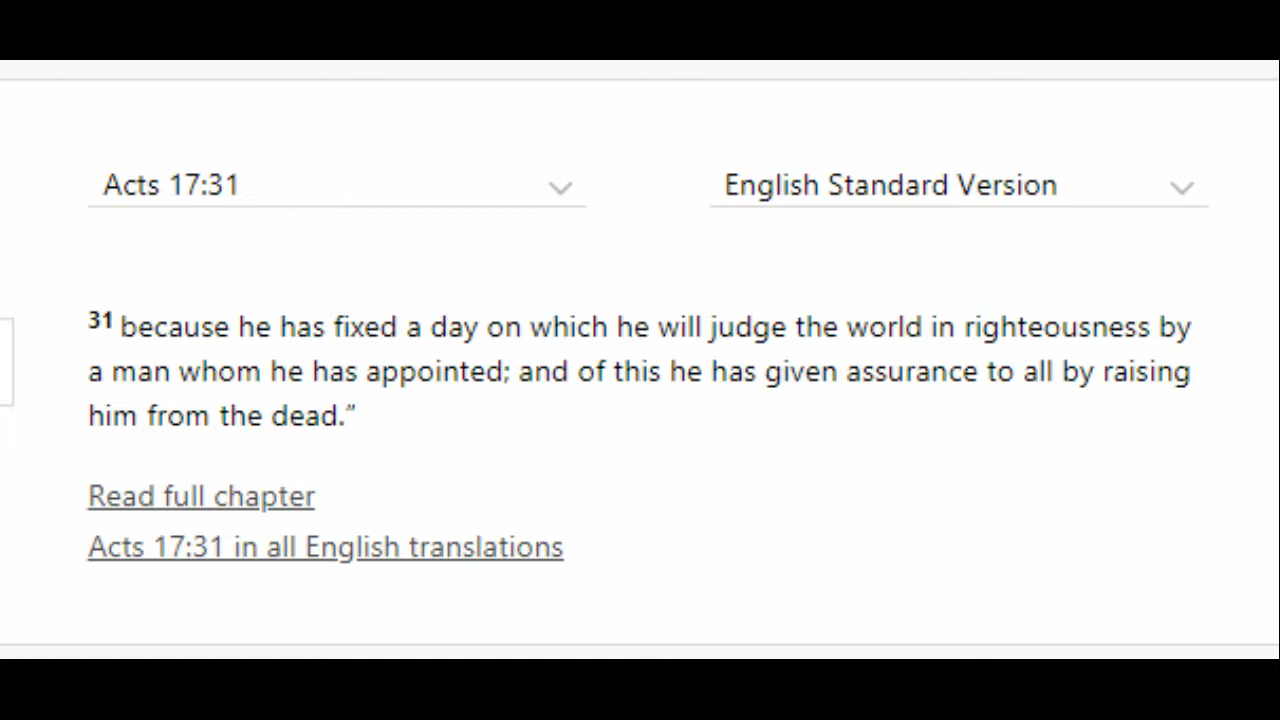 Acts 17:31
English Standard Version
31 because he has fixed a day on which he will judge the world in righteousness by
a man whom he has appointed; and of this he has given assurance to all by raising
him from the dead.”
Read full chapter
Acts 17:31 in all English translations